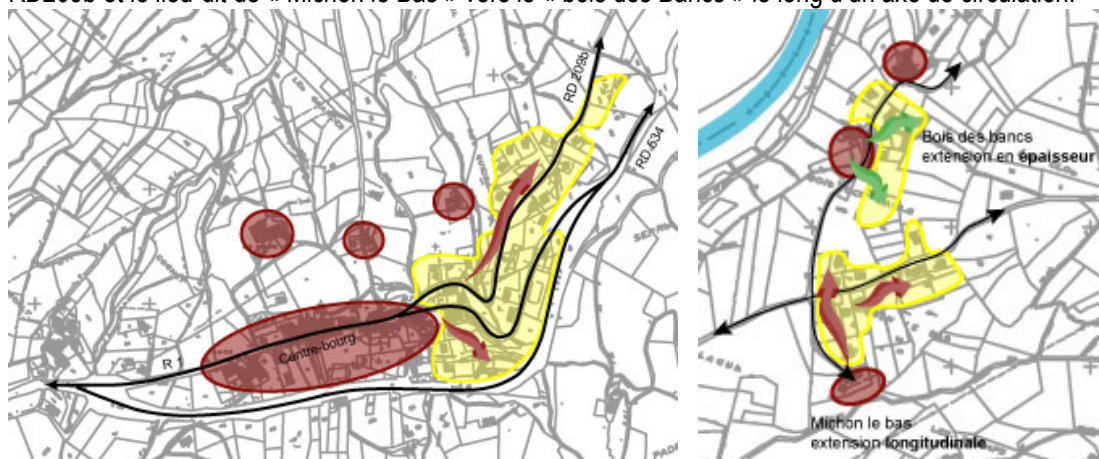 RD209b et le lieu-dit de « Michon le Bas » vers le « bois des Bancs » le long d'un axe de circulation.
RD 209b
RD 534
R 1
Centre-bourg
Bois des bancs
extension en épaisseur
Michon le bas
extension longitudinale